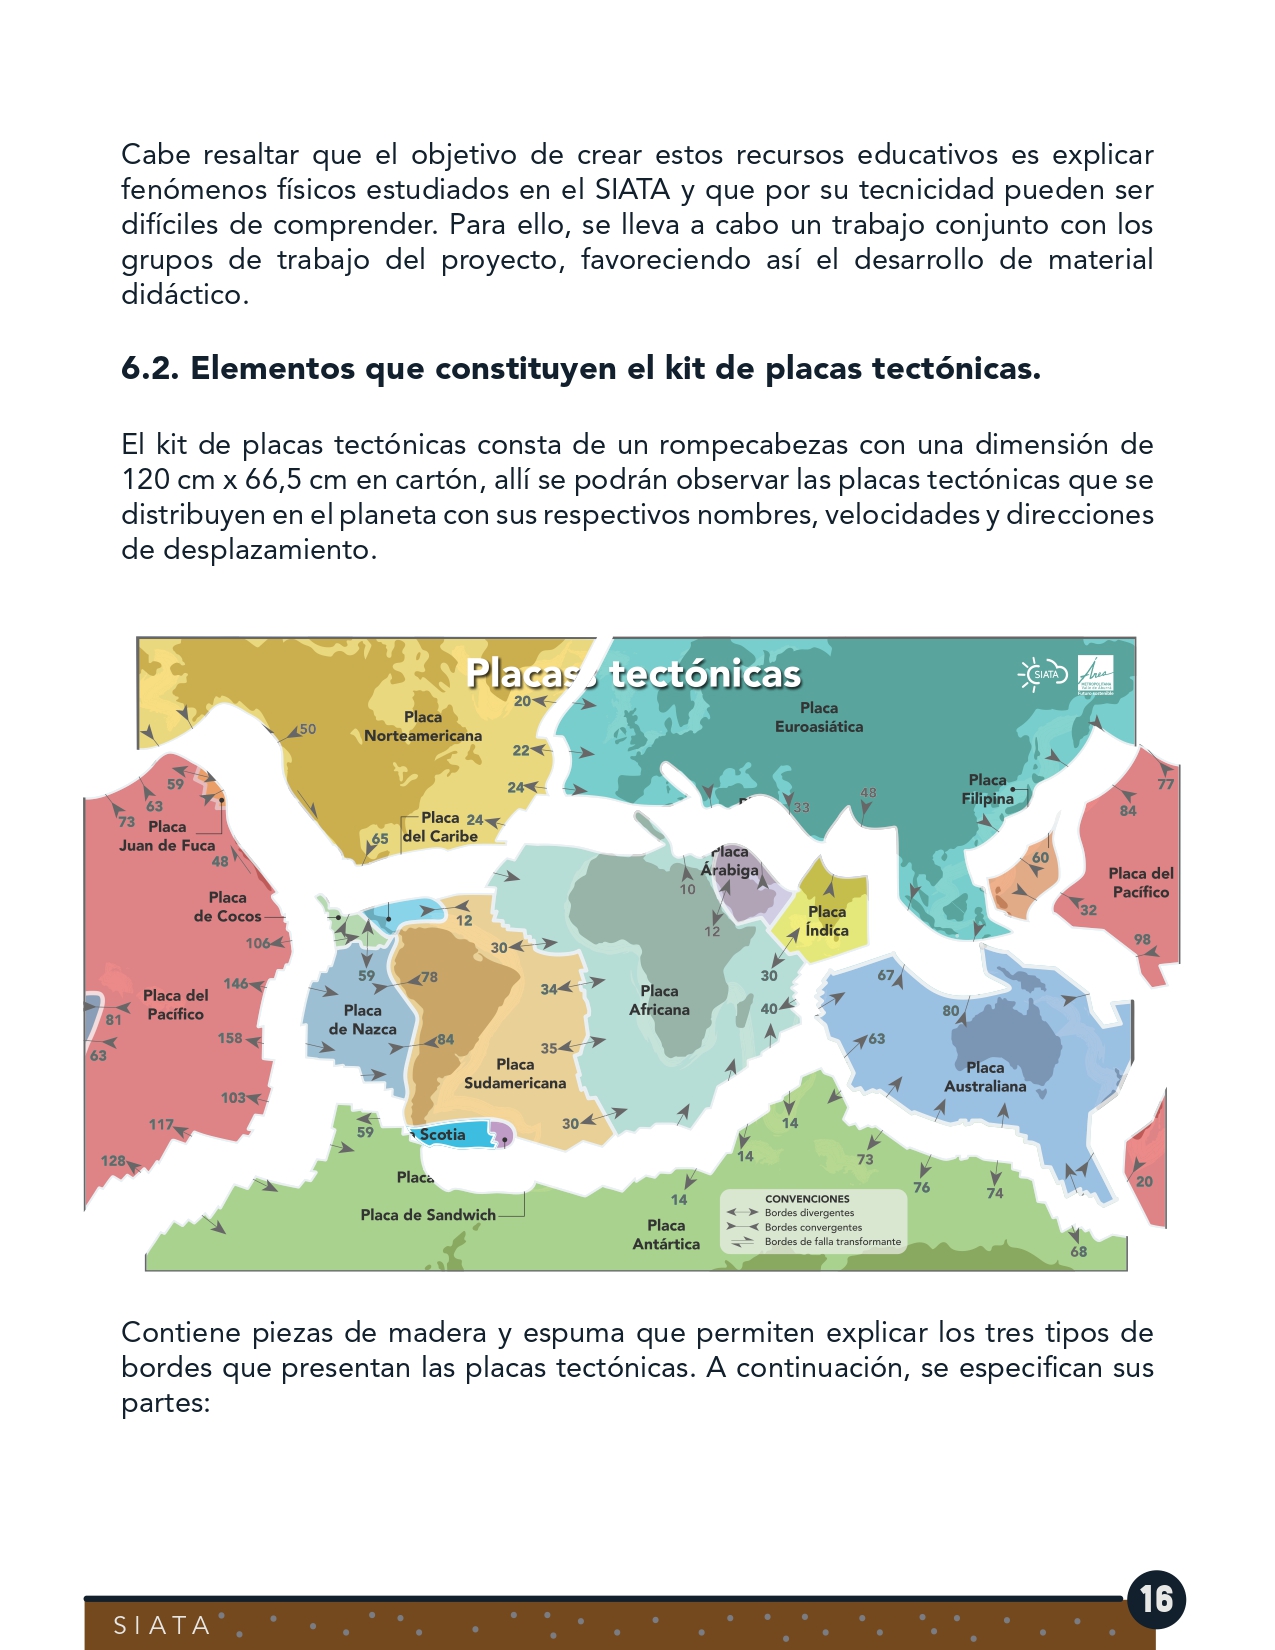 Cabe resaltar que el objetivo de crear estos recursos educativos es explicar
fenómenos físicos estudiados en el SIATA y que por su tecnicidad pueden ser
difíciles de comprender. Para ello, se lleva a cabo un trabajo conjunto con los
grupos de trabajo del proyecto, favoreciendo así el desarrollo de material
didáctico.
6.2. Elementos que constituyen el kit de placas tectónicas.
El kit de placas tectónicas consta de un rompecabezas con una dimensión de
120 cm x 66,5 cm en cartón, allí se podrán observar las placas tectónicas que se
distribuyen en el planeta con sus respectivos nombres, velocidades y direcciones
de desplazamiento.
Placas tectónicas
SIATA
Área
METROPOLITANA
Futuro sostenible
20
Placa
Norteamericana
50
22
24
Placa
Euroasiática
Placa
Filipina
77
84
59
63
73
Placa
Juan de Fuca
48
65
Placa
del Caribe
24
33
48
60
Placa del
Pacífico
32
98
Placa
de Cocos
106
12
30
Placa
Árabiga
10
12
Placa
Índica
146
Placa del
Pacífico
81
63
158
103
117
128
59
Placa
de Nazca
78
84
34
35
30
Placa
Sudamericana
Placa
Africana
30
40
67
80
63
Placa
Australiana
Scotia
59
Placa
Placa de Sandwich
14
14
14
73
76
74
68
20
Placa
Antártica
CONVENCIONES
Bordes divergentes
Bordes convergentes
Bordes de falla transformante
Contiene piezas de madera y espuma que permiten explicar los tres tipos de
bordes que presentan las placas tectónicas. A continuación, se especifican sus
partes:
SIATA
16